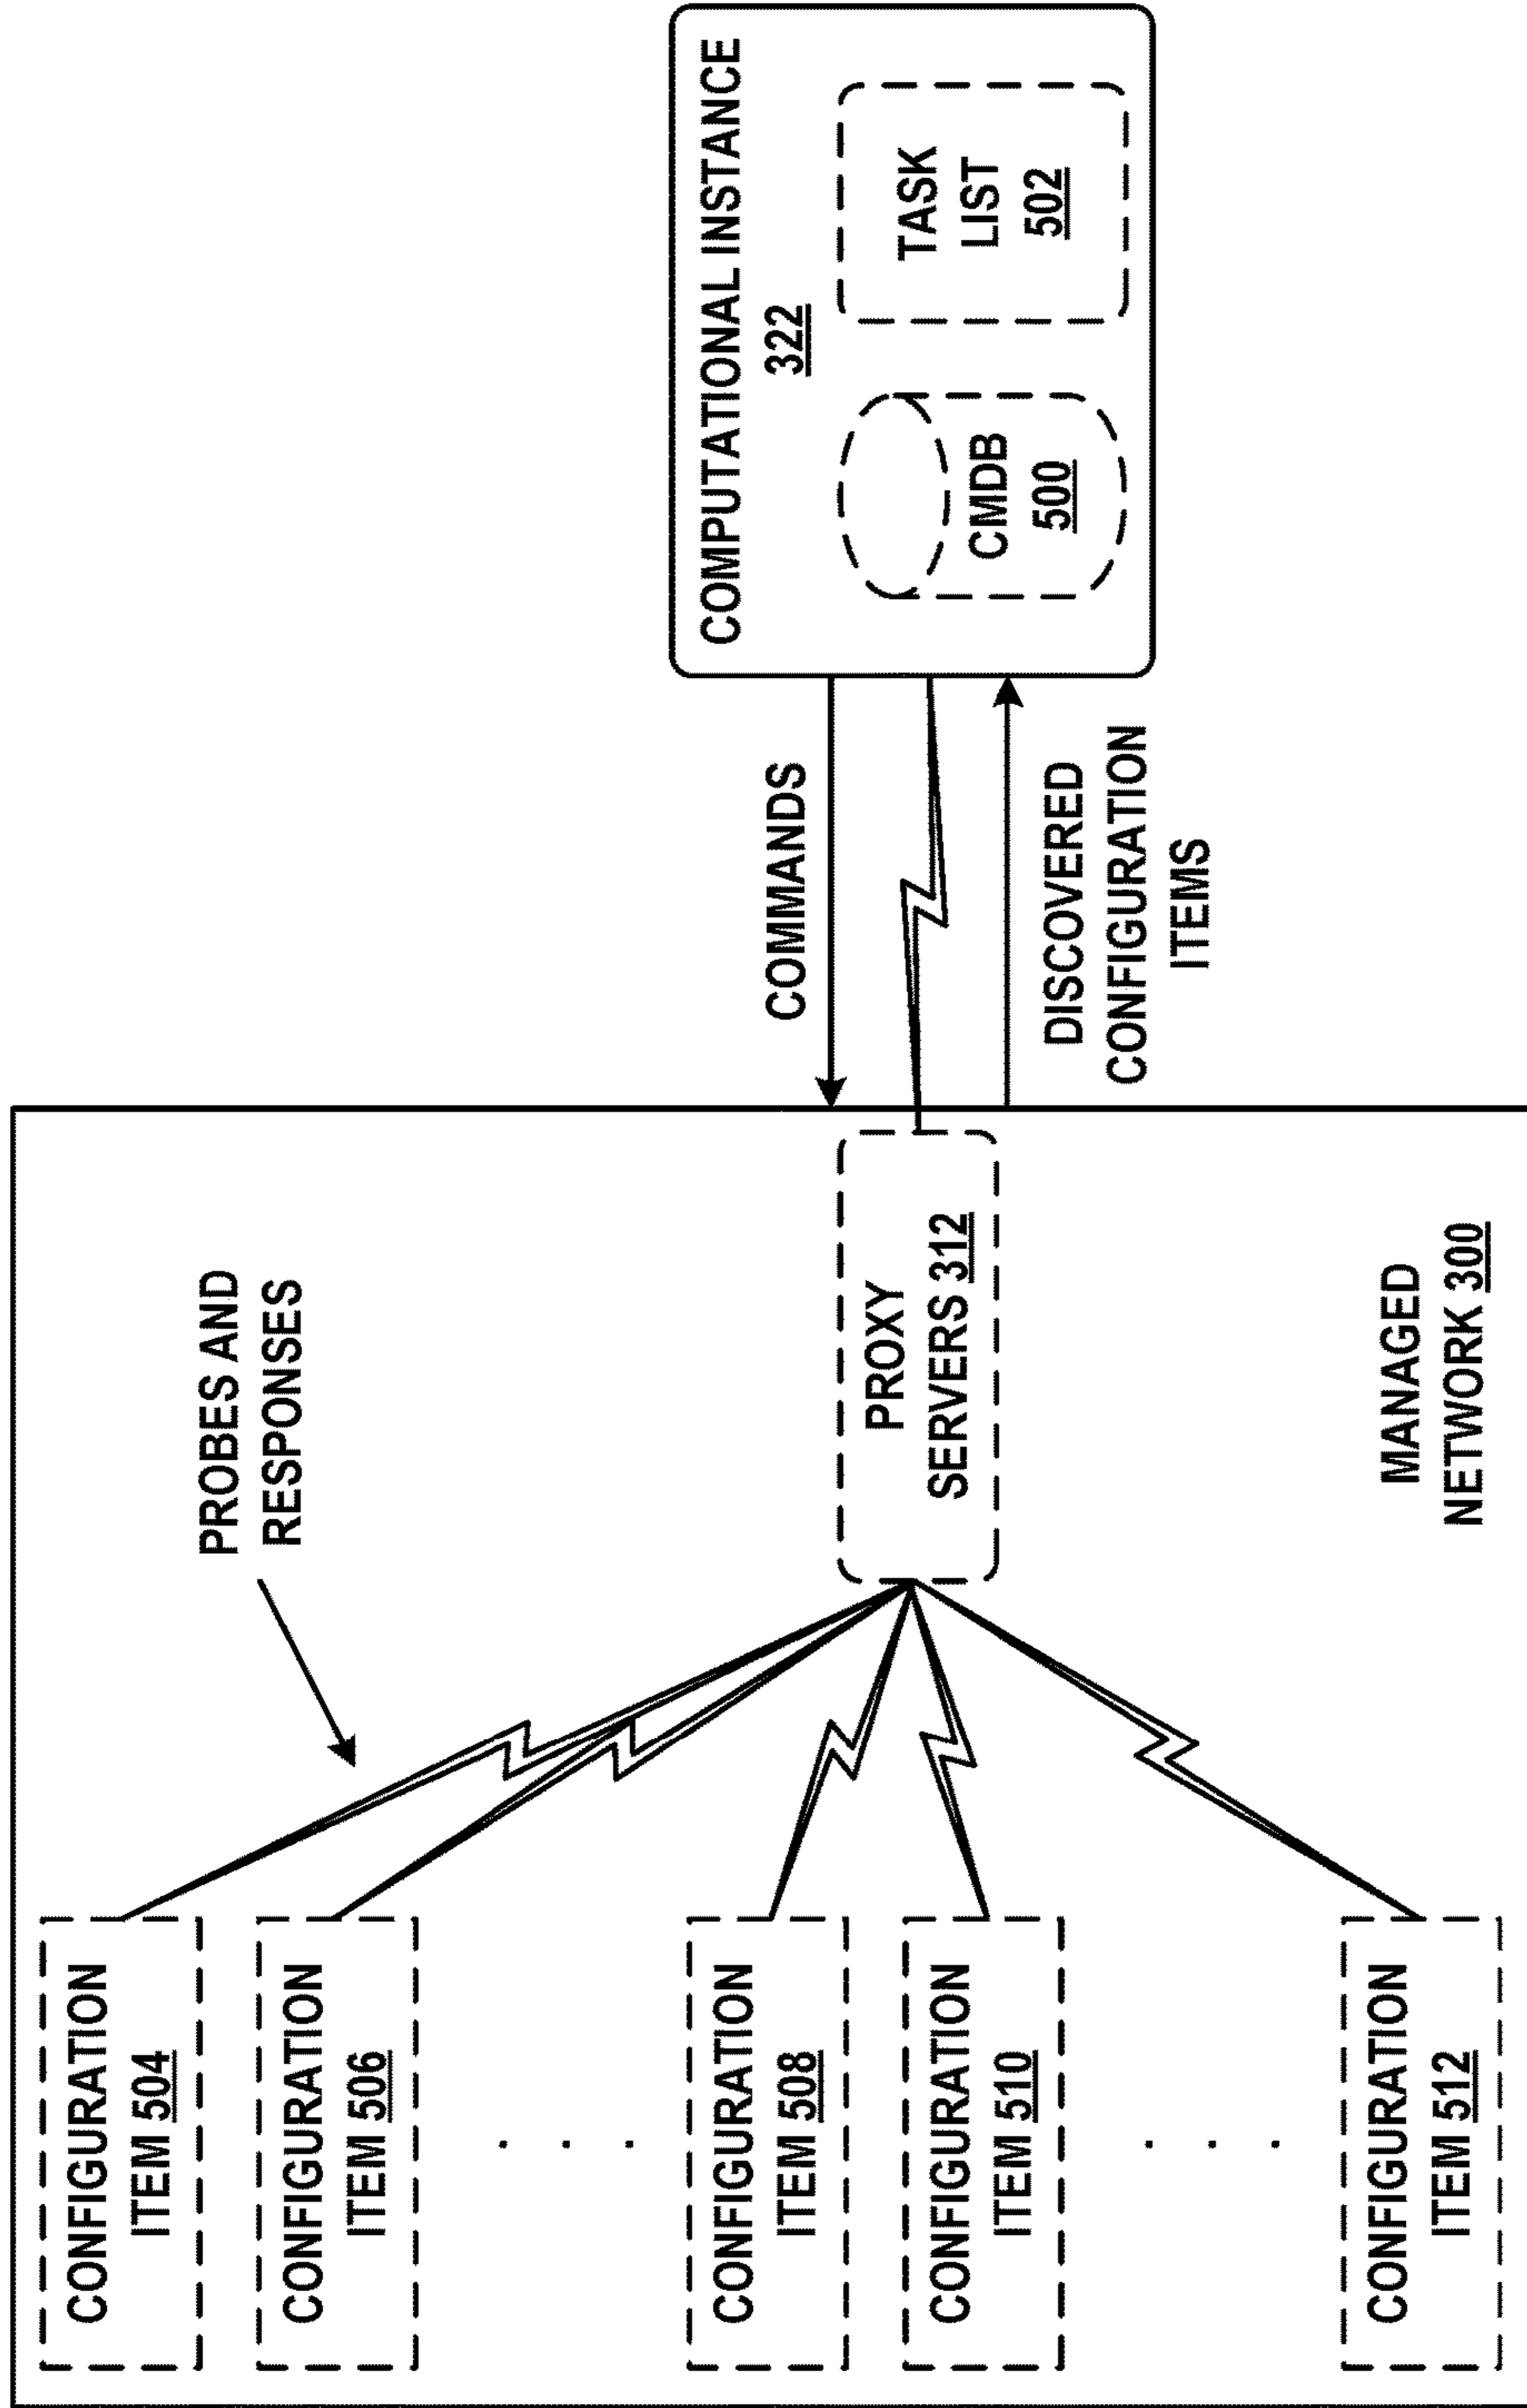 CONFIGURATION
ITEM 504
CONFIGURATION
ITEM 506
. . .
CONFIGURATION
ITEM 508
CONFIGURATION
ITEM 510
. . .
CONFIGURATION
ITEM 512
PROBES AND
RESPONSES
PROXY
SERVERS 312
MANAGED
NETWORK 300
COMMANDS
DISCOVERED
CONFIGURATION
ITEMS
COMPUTATIONAL INSTANCE
322
CMDB
500
TASK
LIST
502